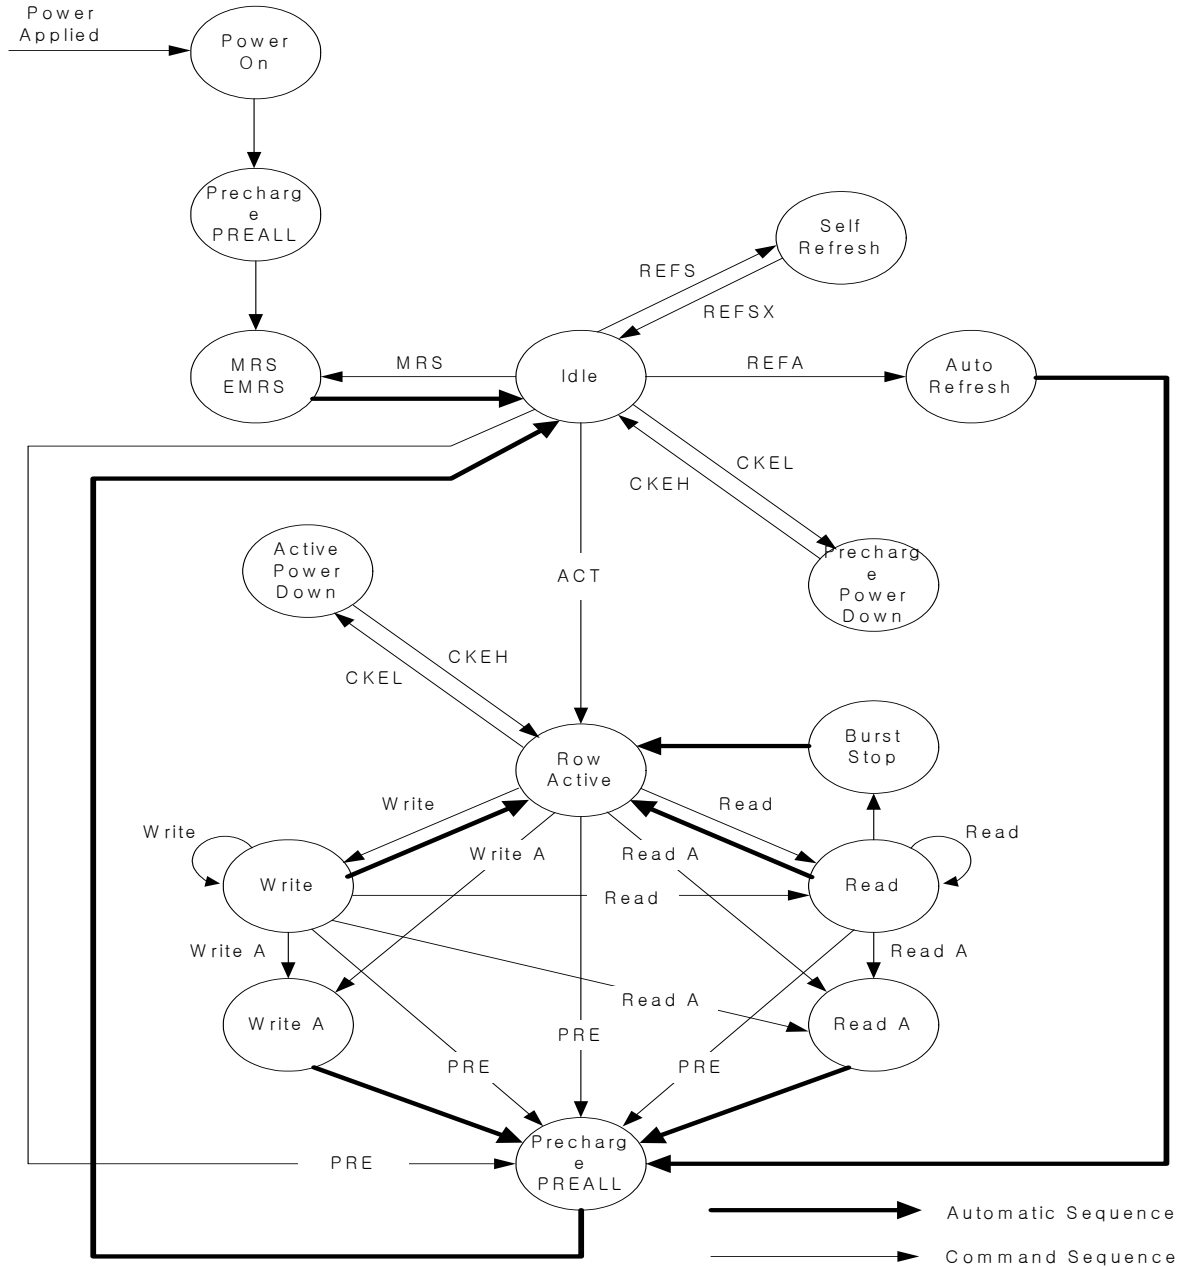 Power
Applied
Power
On
Precharg
e
PREALL
Self
Refresh
REFS
REFSX
MRS
EMRS
MRS
Idle
REFA
Auto
Refresh
CKEL
CKEH
Active
Power
Down
Precharg
e
Power
Down
ACT
CKEH
CKEL
Burst
Stop
Row
Active
Write
Read
Write
Write A
Read A
Read
Write
Read
Read
Write A
Read A
Write A
Read A
Read A
PRE
PRE
PRE
Precharg
e
PREALL
PRE
Automatic Sequence
Command Sequence